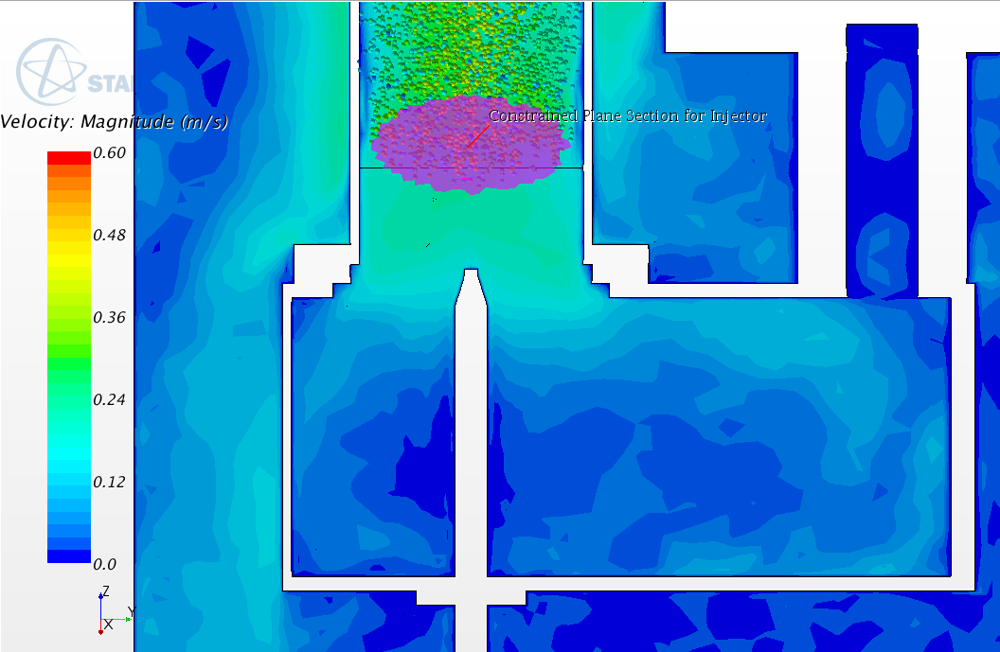 STA
Constrained Plane Section for Injector
Velocity: Magnitude (m/s)
0.60
0.48
0.36
0.24
0.12
0.0
Z
Y
X